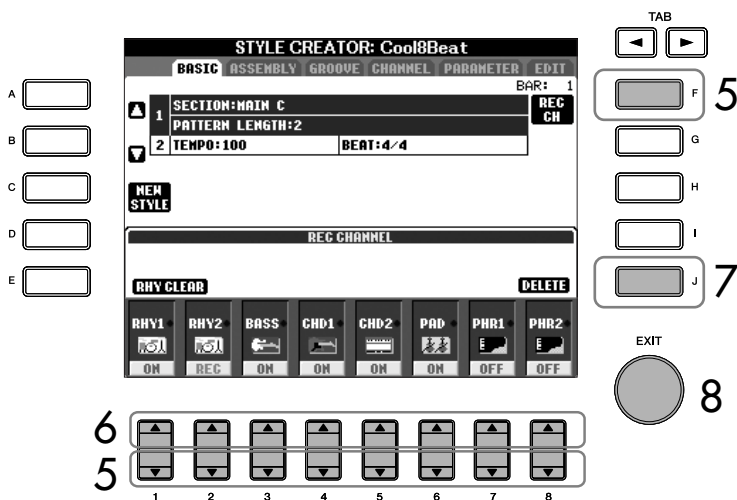 TAB
STYLE CREATOR: Cool8Beat
BASIC ASSEMBLY GROOVE CHANNEL PARAMETER EDIT
BAR: 1
1 SECTION:MAIN C
PATTERN LENGTH:2
REC CH
2 TEMPO:100 BEAT:4/4
NEW STYLE
REC CHANNEL
RHY CLEAR DELETE
RHY1 RHY2 BASS CHD1 CHD2 PAD PHR1 PHR2
ON REC ON ON ON ON OFF OFF
A
B
C
D
E
F 5
G
H
I
J 7
EXIT
8
6
5
1 2 3 4 5 6 7 8